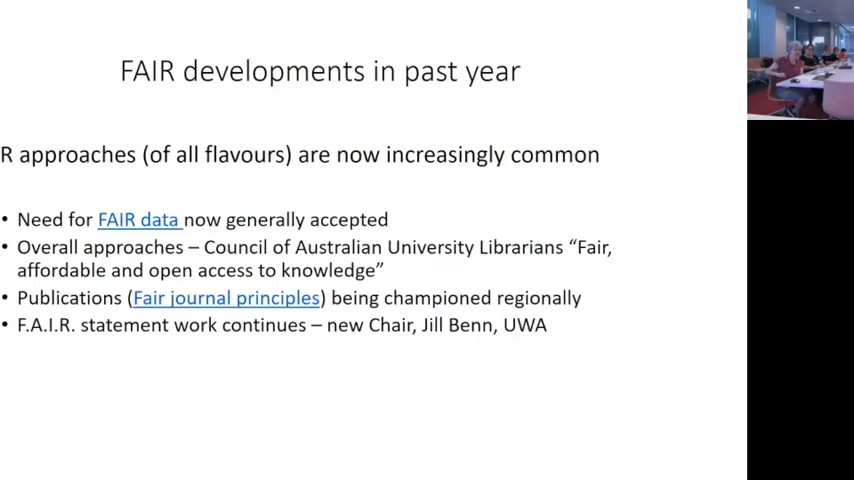 FAIR developments in past year
R approaches (of all flavours) are now increasingly common
• Need for FAIR data now generally accepted
• Overall approaches – Council of Australian University Librarians “Fair,
affordable and open access to knowledge”
• Publications (Fair journal principles) being championed regionally
• F.A.I.R. statement work continues – new Chair, Jill Benn, UWA